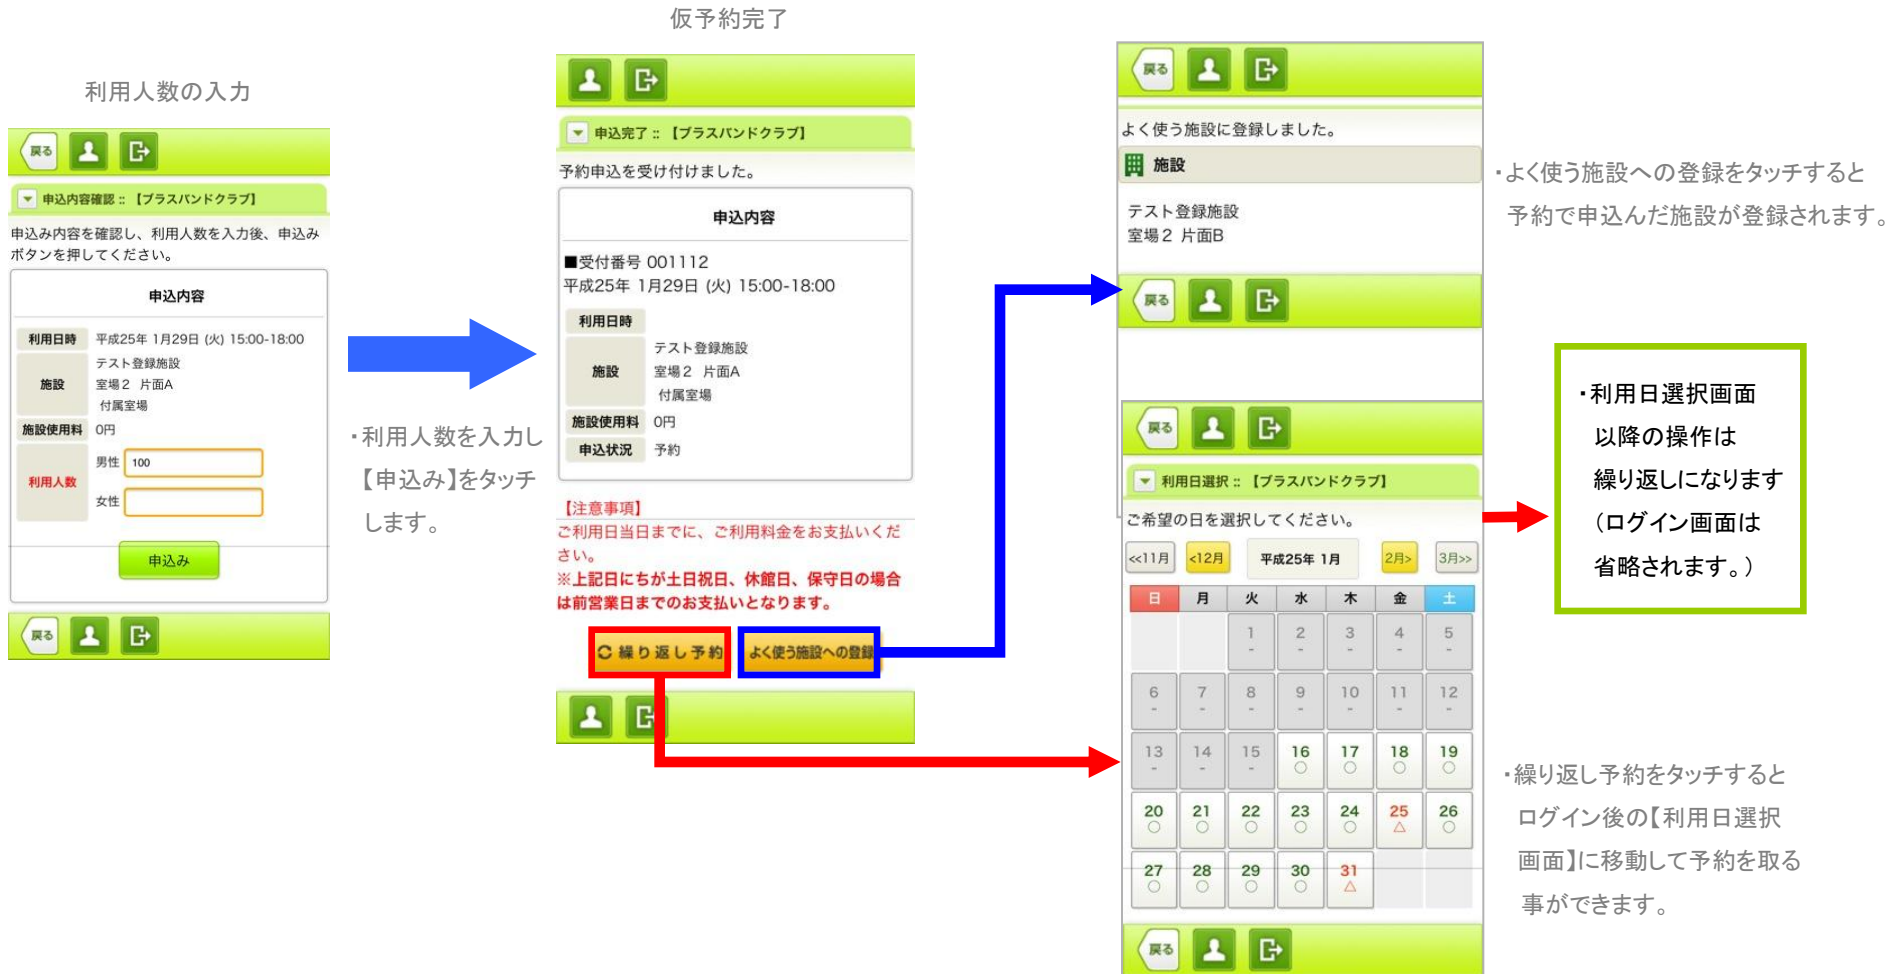 利用人数の入力
戻る
申込内容確認 :: 【ブラスバンドクラブ】
申込み内容を確認し、利用人数を入力後、申込み
ボタンを押してください。
申込内容
利用日時 平成25年 1月29日 (火) 15:00-18:00
施設 テスト登録施設
室場２ 片面A
付属室場
施設使用料 0円
利用人数
男性 100
女性
申込み
戻る
・利用人数を入力し
【申込み】をタッチ
します。
仮予約完了
申込完了 :: 【ブラスバンドクラブ】
予約申込を受け付けました。
申込内容
■受付番号 001112
平成25年 1月29日 (火) 15:00-18:00
利用日時
施設 テスト登録施設
室場２ 片面A
付属室場
施設使用料 0円
申込状況 予約
【注意事項】
ご利用日当日までに、ご利用料金をお支払いくだ
さい。
※上記日にちが土日祝日、休館日、保守日の場合
は前営業日までのお支払いとなります。
繰り返し予約 よく使う施設への登録
戻る
よく使う施設に登録しました。
施設
テスト登録施設
室場２ 片面B
戻る
・よく使う施設への登録をタッチすると
予約で申込んだ施設が登録されます。
戻る
利用日選択 :: 【ブラスバンドクラブ】
ご希望の日を選択してください。
<<11月 <12月 平成25年 1月 2月> 3月>>
日 月 火 水 木 金 土
1 2 3 4 5
- - - - -
6 7 8 9 10 11 12
- - - - - - -
13 14 15 16 17 18 19
- - - ○ ○ ○ ○
20 21 22 23 24 25 26
○ ○ ○ ○ ○ △ ○
27 28 29 30 31
○ ○ ○ ○ △
戻る
・利用日選択画面
以降の操作は
繰り返しになります
（ログイン画面は
省略されます。）
・繰り返し予約をタッチすると
ログイン後の【利用日選択
画面】に移動して予約を取る
事ができます。